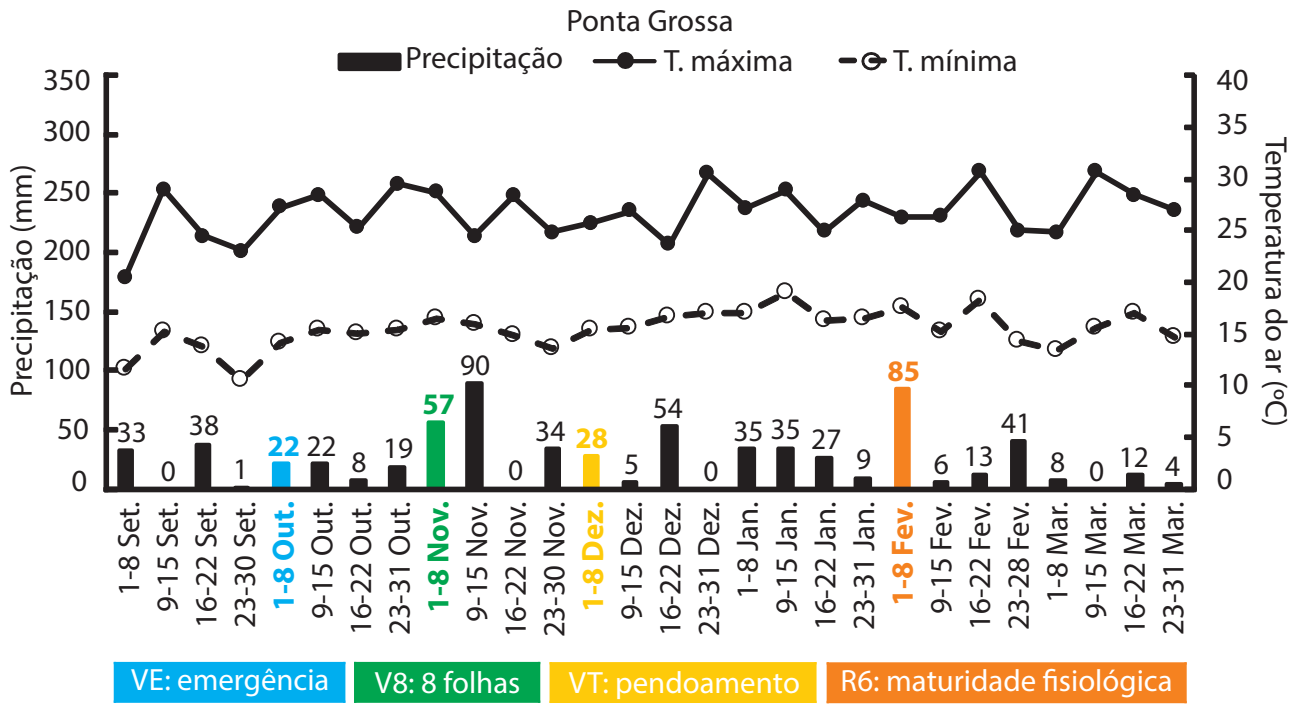 Ponta Grossa
Precipitação T. máxima T. mínima
Precipitação (mm)
350
300
250
200
150
100
50
0
40
35
30
25
20
15
10
5
0
Temperatura do ar (ºC)
33 0 38 1 22 22 8 19 57 90 0 34 28 5 54 0 35 35 27 9 85 6 13 41 8 0 12 4
1-8 Set.
9-15 Set.
16-22 Set.
23-30 Set.
1-8 Out.
9-15 Out.
16-22 Out.
23-31 Out.
1-8 Nov.
9-15 Nov.
16-22 Nov.
23-30 Nov.
1-8 Dez.
9-15 Dez.
16-22 Dez.
23-31 Dez.
1-8 Jan.
9-15 Jan.
16-22 Jan.
23-31 Jan.
1-8 Fev.
9-15 Fev.
16-22 Fev.
23-28 Fev.
1-8 Mar.
9-15 Mar.
16-22 Mar.
23-31 Mar.
VE: emergência
V8: 8 folhas
VT: pendoamento
R6: maturidade fisiológica